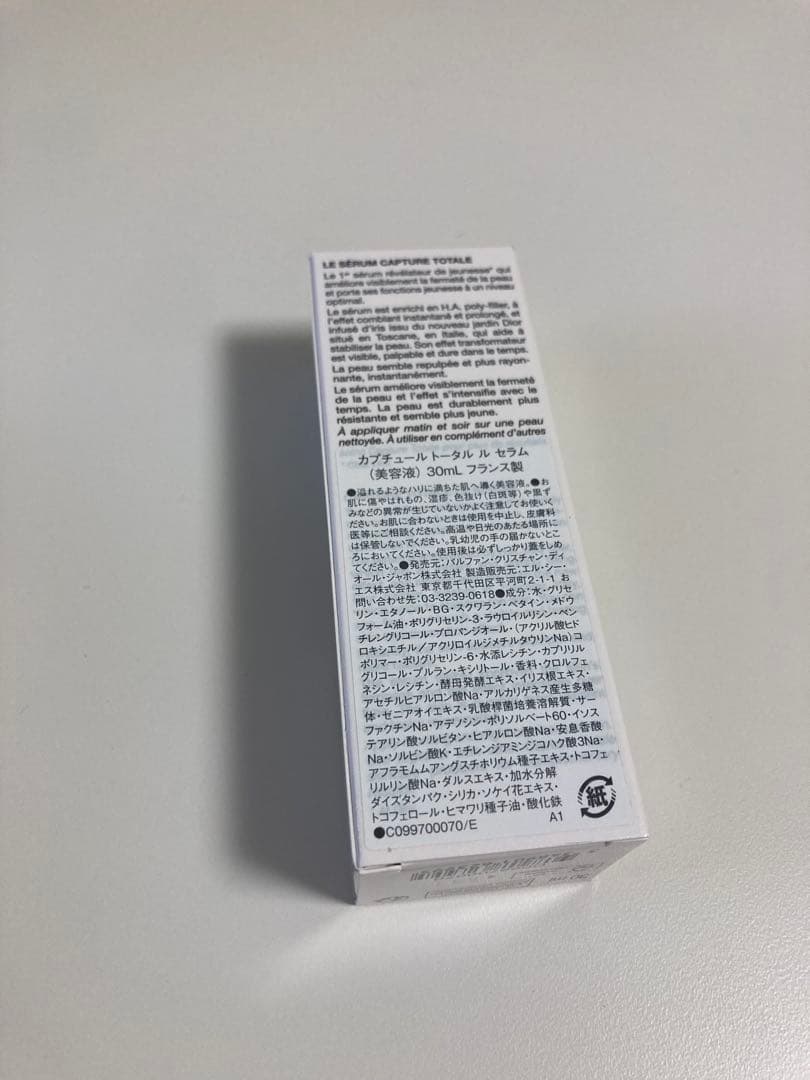 LE SÉRUM CAPTURE TOTALE
Le 1er sérum révélateur de jeunesse* qui
améliore visiblement la fermeté de la peau
et porte ses fonctions jeunesse à un niveau
optimal.
Le sérum est enrichi en H.A. poly-filler, à
l'effet comblant instantané et prolongé, et
infusé d'iris issu du nouveau jardin Dior
situé en Toscane, en Italie, qui aide à
stabiliser la peau. Son effet transformateur
est visible, palpable et dure dans le temps.
La peau semble repulpée et plus rayon-
nante, instantanément.
Le sérum améliore visiblement la fermeté
de la peau et l'effet s'intensifie avec le
temps. La peau est durablement plus
résistante et semble plus jeune.
À appliquer matin et soir sur une peau
nettoyée. À utiliser en complément d'autres
カプチュール トータル ル セラム
(美容液) 30mL フランス製
●溢れるようなハリに満ちた肌へ導く美容液。●お
肌に傷やはれもの、湿疹、色抜け(白斑等)や黒ず
みなどの異常が生じていないかよく注意してお使いく
ださい。お肌に合わないときは使用を中止し、皮膚科
医等にご相談ください。高温や日光のあたる場所に
は保管しないでください。乳幼児の手の届かないとこ
ろにおいてください。使用後は必ずしっかり蓋をしめ
てください。●発売元:パルファン・クリスチャン・ディ
オール・ジャポン株式会社 製造販売元:エル・シー・
エス株式会社 東京都千代田区平河町2-1-1 お
問い合わせ先:03-3239-0618●成分:水・グリセ
リン・エタノール・BG・スクワラン・ベタイン・メドウ
フォーム油・ポリグリセリン-3・ラウロイルリシン・ペン
チレングリコール・プロパンジオール・(アクリル酸ヒド
ロキシエチル/アクリロイルジメチルタウリンNa)コ
ポリマー・ポリグリセリン-6・水添レシチン・カプリリル
グリコール・プルラン・キシリトール・香料・クロルフェ
ネシン・レシチン・酵母発酵エキス・イリス根エキス・
アセチルヒアルロン酸Na・アルカリゲネス産生多糖
体・ゼニアオイエキス・乳酸桿菌培養溶解質・サー
ファクチンNa・アデノシン・ポリソルベート60・イソス
テアリン酸ソルビタン・ヒアルロン酸Na・安息香酸
Na・ソルビン酸K・エチレンジアミンジコハク酸3Na・
アフラモムムアングスチホリウム種子エキス・トコフェ
リルリン酸Na・ダルスエキス・加水分解
ダイズタンパク・シリカ・ソケイ花エキス・
トコフェロール・ヒマワリ種子油・酸化鉄
●C099700070/E A1
紙